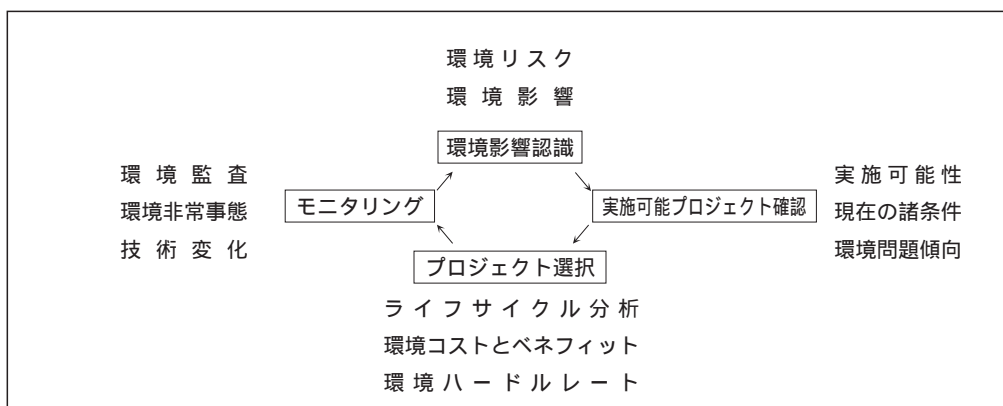 環境リスク
環境影響
環境影響認識
環境監査
環境非常事態
技術変化
モニタリング
実施可能プロジェクト確認
実施可能性
現在の諸条件
環境問題傾向
プロジェクト選択
ライフサイクル分析
環境コストとベネフィット
環境ハードルレート